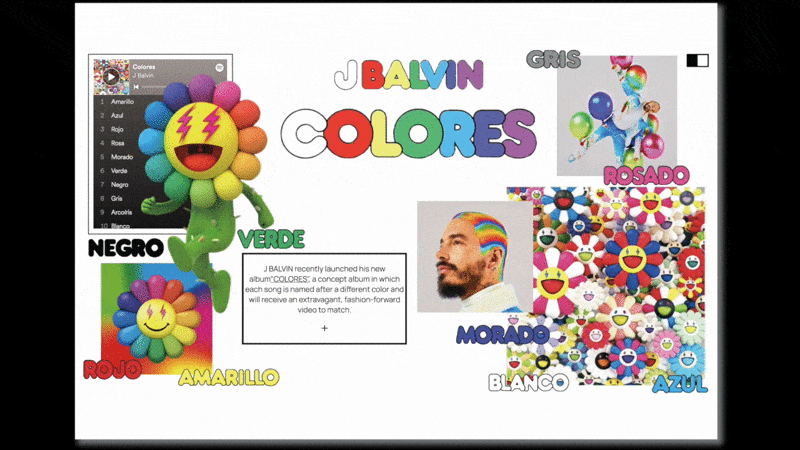 J BALVIN
COLORES
GRIS
Colores
J Balvin
1 Amarillo
2 Azul
3 Rojo
4 Rosa
5 Morado
6 Verde
7 Negro
8 Gris
9 Arcoíris
10 Blanco
ROSADO
NEGRO
VERDE
J BALVIN recently launched his new
album"COLORES", a concept album in which
each song is named after a different color and
will receive an extravagant, fashion-forward
video to match.
+
MORADO
ROJO
AMARILLO
BLANCO
AZUL